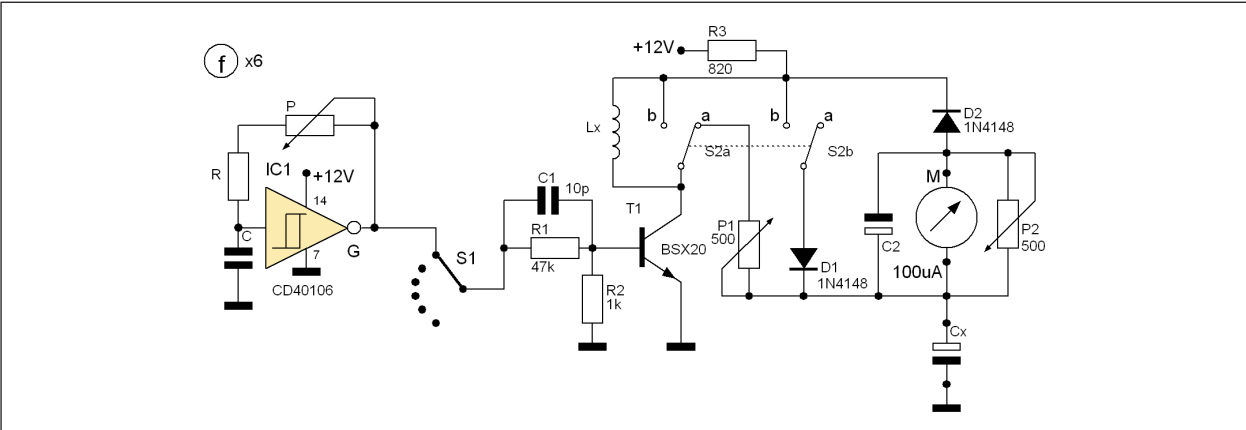 f x6
P
R
IC1
+12V
14
7
C
G
CD40106
S1
C1
10p
R1
47k
R2
1k
T1
BSX20
+12V
R3
820
Lx
b
a
S2a
b
a
S2b
P1
500
D1
1N4148
D2
1N4148
M
100uA
C2
P2
500
Cx